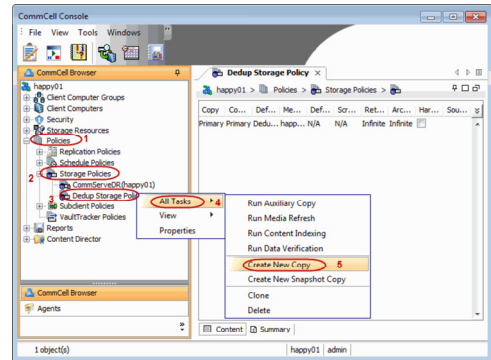 CommCell Console
File View Tools Windows
CommCell Browser
happy01
Client Computer Groups
Client Computers
Security
Storage Resources
Policies 1
Replication Policies
Schedule Policies
2 Storage Policies
CommServeDR(happy01)
3 Dedup Storage Poli
Subclient Policies
VaultTracker Policies
Reports
Content Director
CommCell Browser
Agents
Dedup Storage Policy
happy01 > Policies > Storage Policies >
Copy Co... Def... Me... Def... Scr... Ret... Arc... Har... Sou...
Primary Primary Dedu... happ... N/A N/A Infinite Infinite
All Tasks 4
View
Properties
Run Auxiliary Copy
Run Media Refresh
Run Content Indexing
Run Data Verification
Create New Copy 5
Create New Snapshot Copy
Clone
Delete
Content Summary
1 object(s) happy01 admin